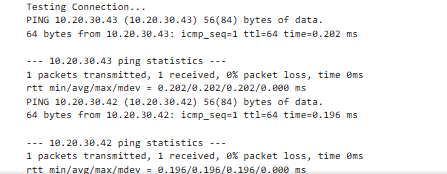 Testing Connection...
PING 10.20.30.43 (10.20.30.43) 56(84) bytes of data.
64 bytes from 10.20.30.43: icmp_seq=1 ttl=64 time=0.202 ms
--- 10.20.30.43 ping statistics ---
1 packets transmitted, 1 received, 0% packet loss, time 0ms
rtt min/avg/max/mdev = 0.202/0.202/0.202/0.000 ms
PING 10.20.30.42 (10.20.30.42) 56(84) bytes of data.
64 bytes from 10.20.30.42: icmp_seq=1 ttl=64 time=0.196 ms
--- 10.20.30.42 ping statistics ---
1 packets transmitted, 1 received, 0% packet loss, time 0ms
rtt min/avg/max/mdev = 0.196/0.196/0.196/0.000 ms